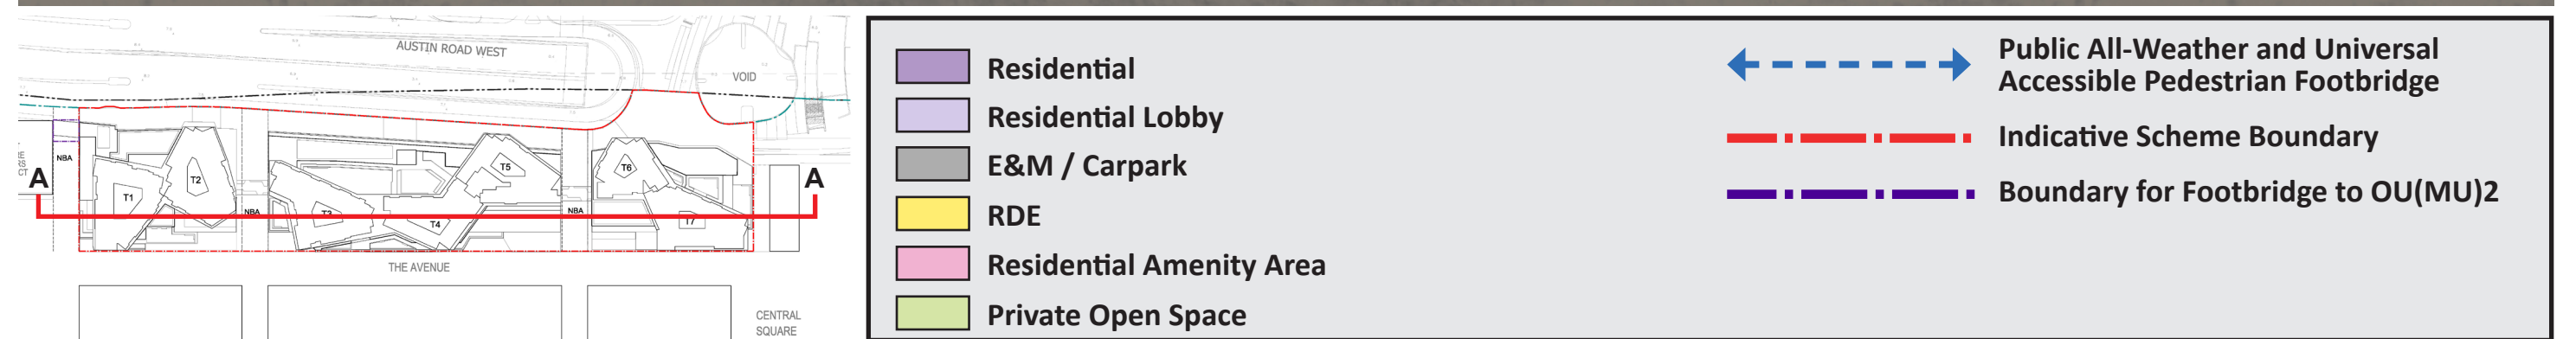 AUSTIN ROAD WEST
VOID
NBA
A
A
T1
T2
NBA
T3
T4
T5
NBA
T6
T7
THE AVENUE
CENTRAL
SQUARE
Residential
Residential Lobby
E&M / Carpark
RDE
Residential Amenity Area
Private Open Space
Public All-Weather and Universal
Accessible Pedestrian Footbridge
Indicative Scheme Boundary
Boundary for Footbridge to OU(MU)2